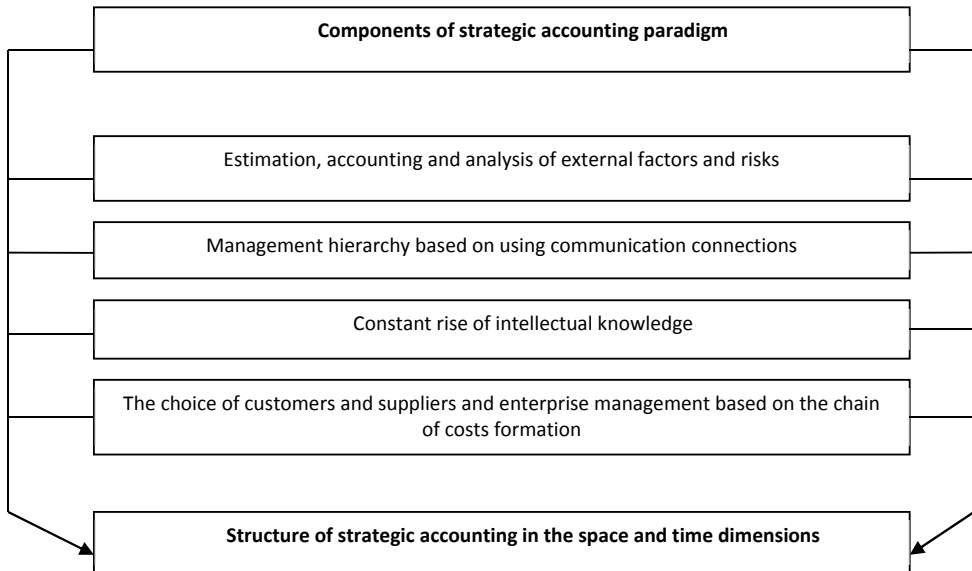 Components of strategic accounting paradigm
Estimation, accounting and analysis of external factors and risks
Management hierarchy based on using communication connections
Constant rise of intellectual knowledge
The choice of customers and suppliers and enterprise management based on the chain
of costs formation
Structure of strategic accounting in the space and time dimensions